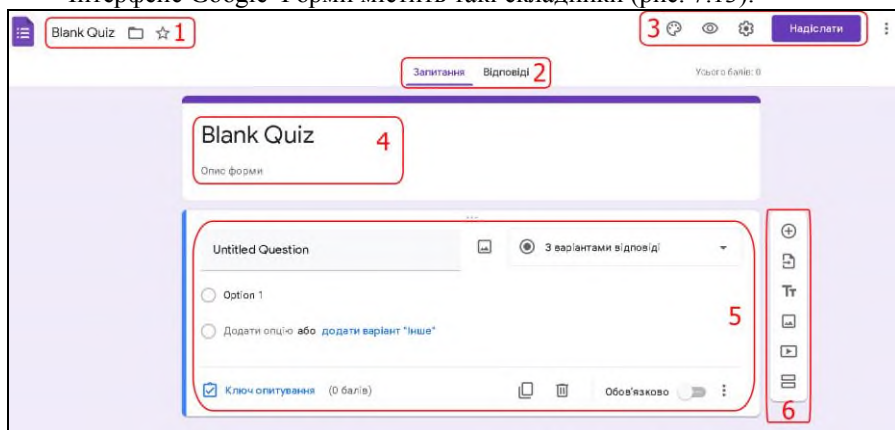 Інтерфейс Google Форми містить такі складники (рис. 7.15):
Blank Quiz 1
3 Надіслати
Запитання Відповіді 2 Усього балів: 0
Blank Quiz 4
Опис форми
Untitled Question З варіантами відповіді
Option 1
5
Додати опцію або додати варіант "Інше"
Ключ опитування (0 балів) Обов'язково
Tт
6